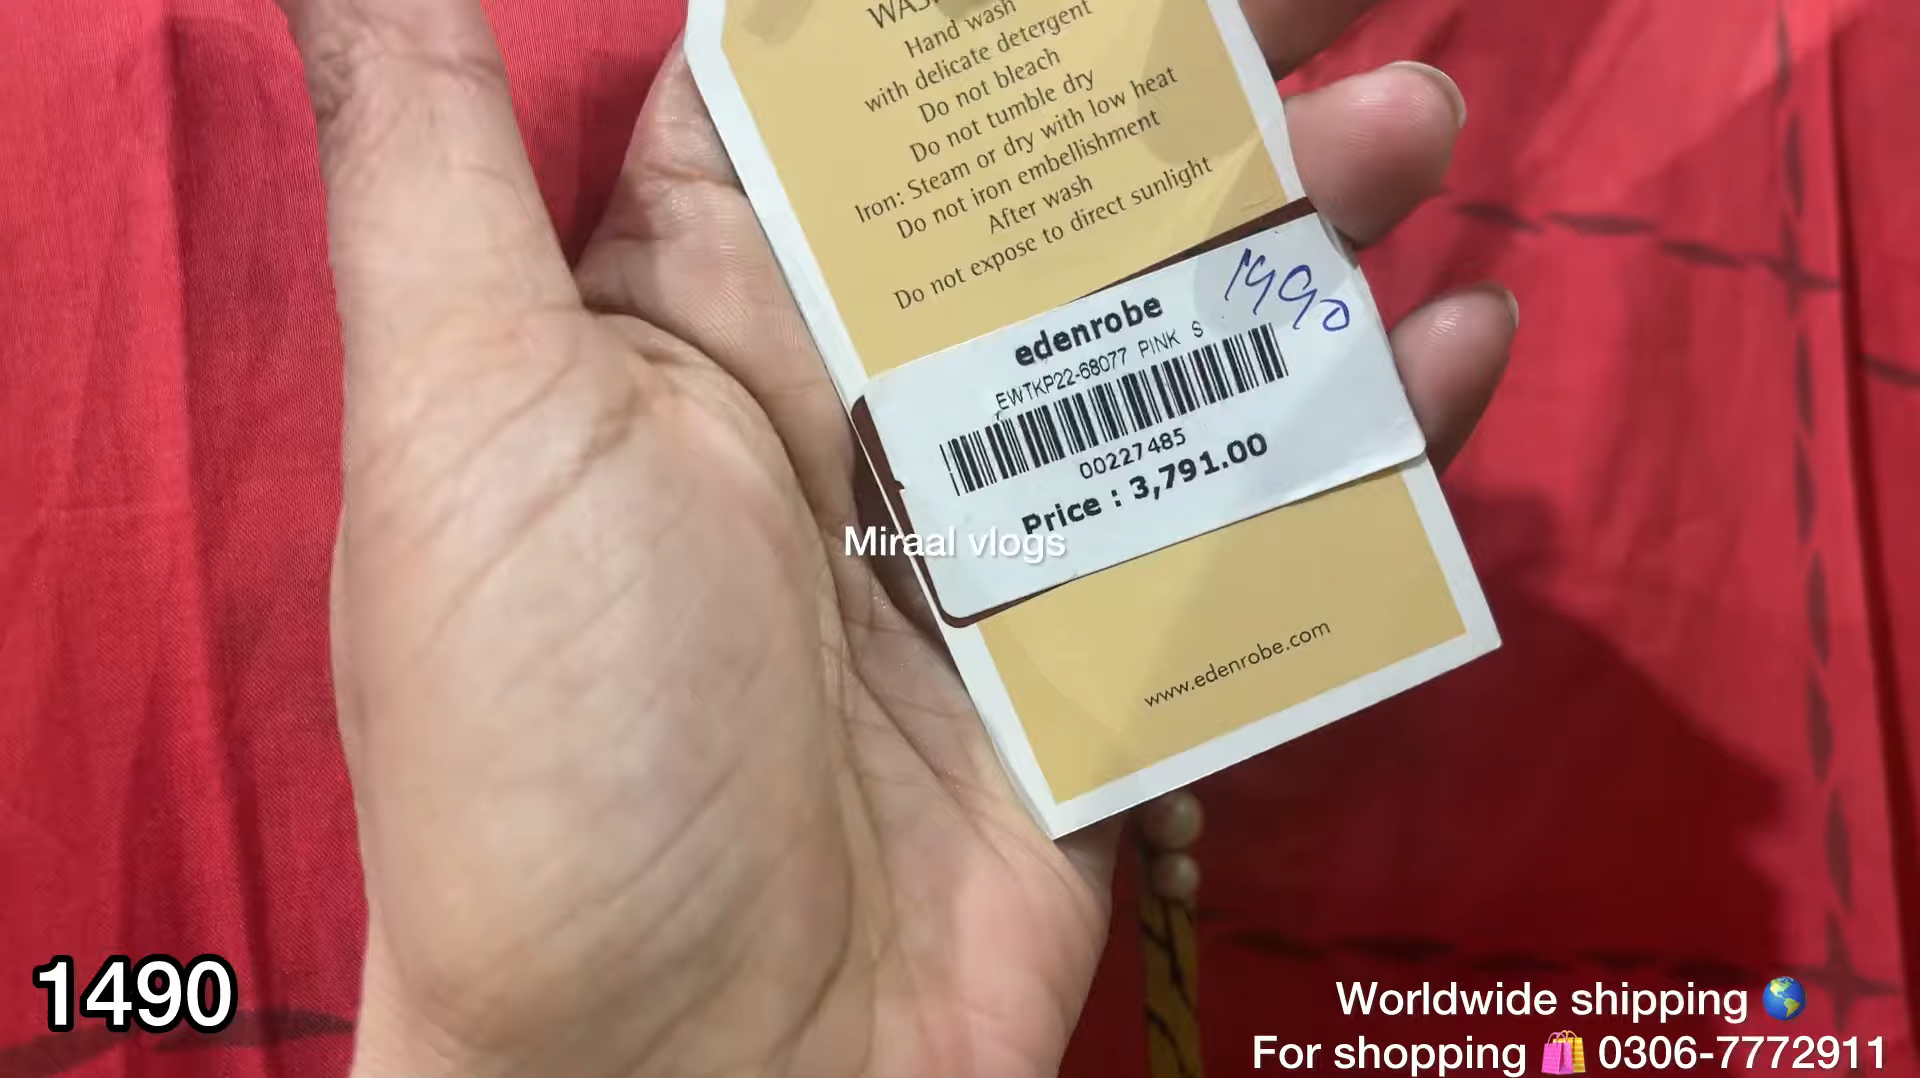 Hand wash
with delicate detergent
Do not bleach
Do not tumble dry
Iron: Steam or dry with low heat
Do not iron embellishment
After wash
Do not expose to direct sunlight
1490
edenrobe
EWTKP22-68077 PINK S
00227485
Price : 3,791.00
Miraal vlogs
www.edenrobe.com
1490
Worldwide shipping 🌎
For shopping 🛍️ 0306-7772911